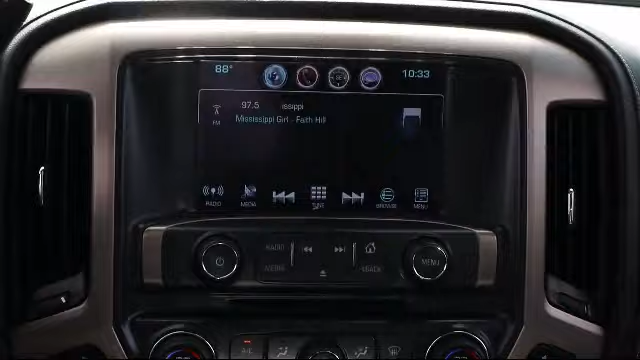 88° 10:33
97.5 issippi
FM Mississippi Girl - Faith Hill
RADIO MEDIA TUNE BROWSE MENU
RADIO
MEDIA BACK
MENU
A/C